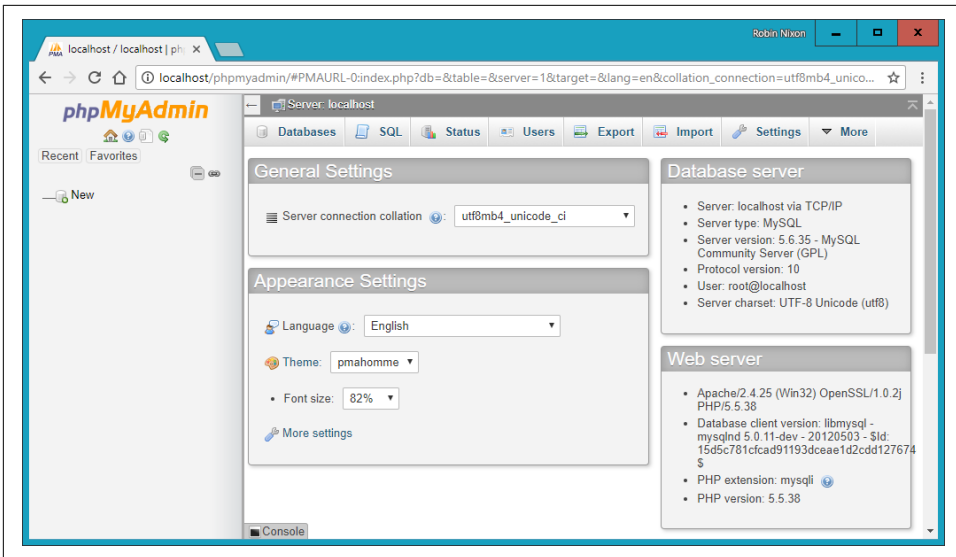 Robin Nixon
localhost / localhost | ph
localhost/phpmyadmin/#PMAURL-0:index.php?db=&table=&server=1&target=&lang=en&collation_connection=utf8mb4_unico...
phpMyAdmin
Recent Favorites
New
Server: localhost
Databases SQL Status Users Export Import Settings More
General Settings
Server connection collation : utf8mb4_unicode_ci
Appearance Settings
Language : English
Theme: pmahomme
• Font size: 82%
More settings
Console
Database server
• Server: localhost via TCP/IP
• Server type: MySQL
• Server version: 5.6.35 - MySQL
Community Server (GPL)
• Protocol version: 10
• User: root@localhost
• Server charset: UTF-8 Unicode (utf8)
Web server
• Apache/2.4.25 (Win32) OpenSSL/1.0.2j
PHP/5.5.38
• Database client version: libmysql -
mysqlnd 5.0.11-dev - 20120503 - $Id:
15d5c781cfcad91193dceae1d2cdd127674
$
• PHP extension: mysqli
• PHP version: 5.5.38